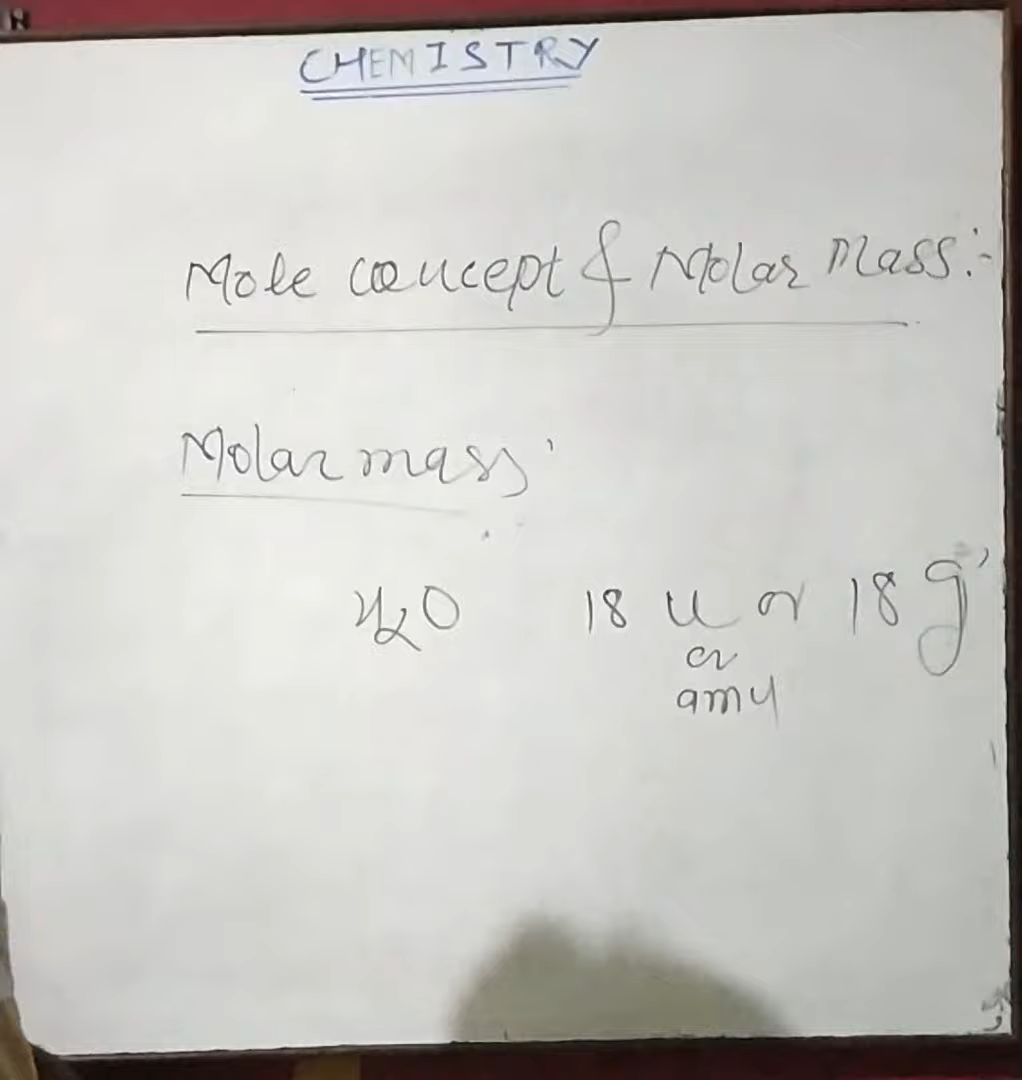 CHEMISTRY
Mole concept & Molar Mass:-
Molar mass
H2O 18 u or 18 g
or
amu